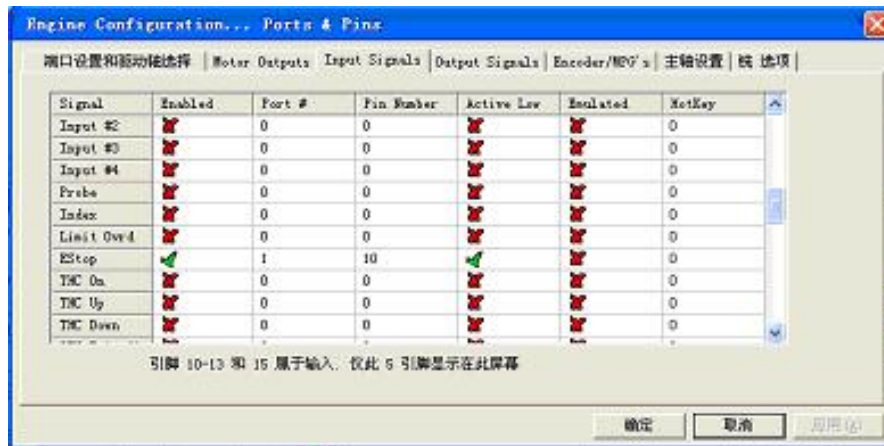 Engine Configuration... Ports & Pins
端口设置和驱动轴选择 Motor Outputs Input Signals Output Signals Encoder/MPG's 主轴设置 铣 选项
Signal Enabled Port # Pin Number Active Low Emulated HotKey
Input #2 0 0 0
Input #3 0 0 0
Input #4 0 0 0
Probe 0 0 0
Index 0 0 0
Limit Ovrd 0 0 0
EStop 1 10 0
THC On 0 0 0
THC Up 0 0 0
THC Down 0 0 0
引脚 10-13 和 15 属于输入. 仅此 5 引脚显示在此屏幕
确定 取消 应用(A)